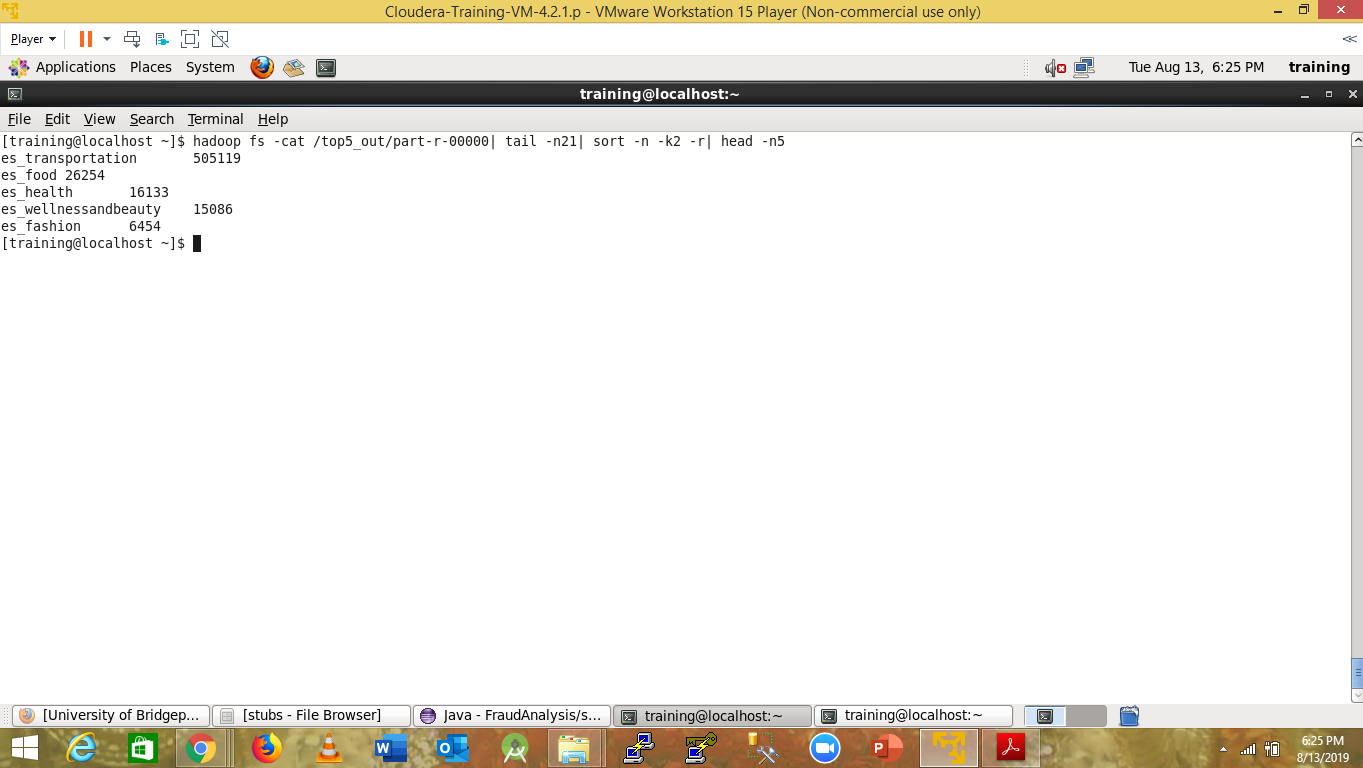 Cloudera-Training-VM-4.2.1.p - VMware Workstation 15 Player (Non-commercial use only)
Player
Applications Places System Tue Aug 13, 6:25 PM training
training@localhost:~
File Edit View Search Terminal Help
[training@localhost ~]$ hadoop fs -cat /top5_out/part-r-00000| tail -n21| sort -n -k2 -r| head -n5
es_transportation 505119
es_food 26254
es_health 16133
es_wellnessandbeauty 15086
es_fashion 6454
[training@localhost ~]$
[University of Bridgep... [stubs - File Browser] Java - FraudAnalysis/s... training@localhost:~ training@localhost:~
6:25 PM
8/13/2019